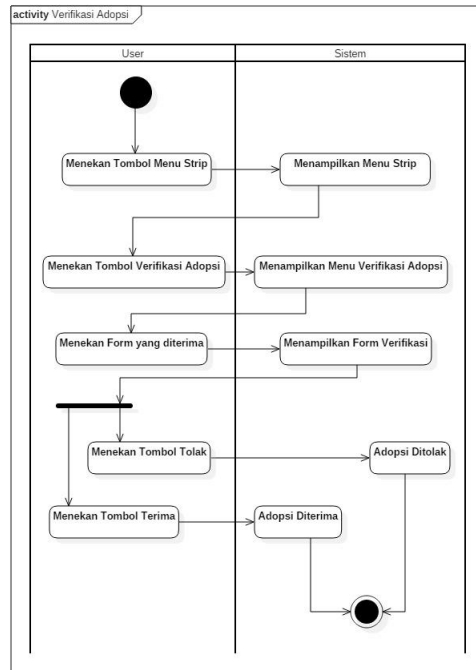 activity Verifikasi Adopsi
User
Sistem
Menekan Tombol Menu Strip
Menampilkan Menu Strip
Menekan Tombol Verifikasi Adopsi
Menampilkan Menu Verifikasi Adopsi
Menekan Form yang diterima
Menampilkan Form Verifikasi
Menekan Tombol Tolak
Adopsi Ditolak
Menekan Tombol Terima
Adopsi Diterima